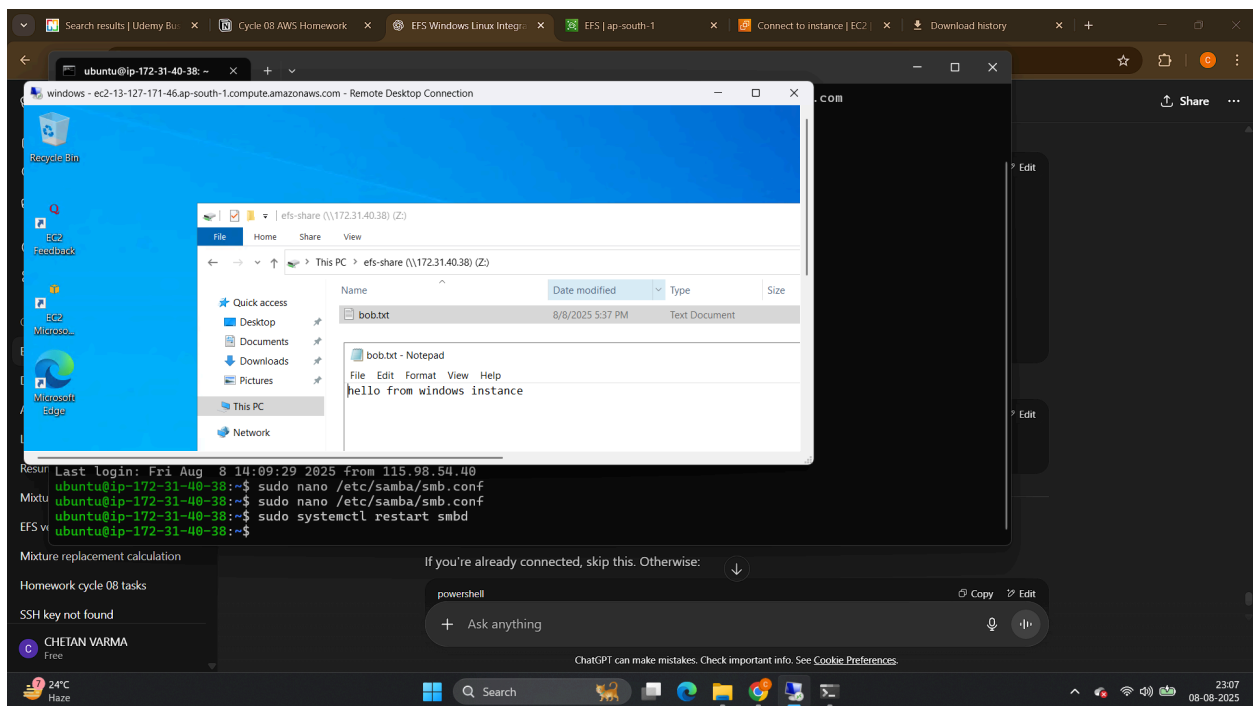 Search results | Udemy Bu
Cycle 08 AWS Homework
EFS Windows Linux Integra
EFS | ap-south-1
Connect to instance | EC2 |
Download history
ubuntu@ip-172-31-40-38: ~
.com
Share
windows - ec2-13-127-171-46.ap-south-1.compute.amazonaws.com - Remote Desktop Connection
Recycle Bin
EC2
Feedback
EC2
Microso...
Microsoft
Edge
efs-share (\\172.31.40.38) (Z:)
File Home Share View
This PC > efs-share (\\172.31.40.38) (Z:)
Name Date modified Type Size
bob.txt 8/8/2025 5:37 PM Text Document
Quick access
Desktop
Documents
Downloads
Pictures
This PC
Network
bob.txt - Notepad
File Edit Format View Help
hello from windows instance
Edit
Edit
Last login: Fri Aug  8 14:09:29 2025 from 115.98.54.40
ubuntu@ip-172-31-40-38:~$ sudo nano /etc/samba/smb.conf
ubuntu@ip-172-31-40-38:~$ sudo nano /etc/samba/smb.conf
ubuntu@ip-172-31-40-38:~$ sudo systemctl restart smbd
ubuntu@ip-172-31-40-38:~$
Resur
Mixtu
EFS v
Mixture replacement calculation
Homework cycle 08 tasks
SSH key not found
C CHETAN VARMA
Free
If you're already connected, skip this. Otherwise:
powershell Copy Edit
Ask anything
ChatGPT can make mistakes. Check important info. See Cookie Preferences.
7 24°C
Haze
Search
23:07
08-08-2025